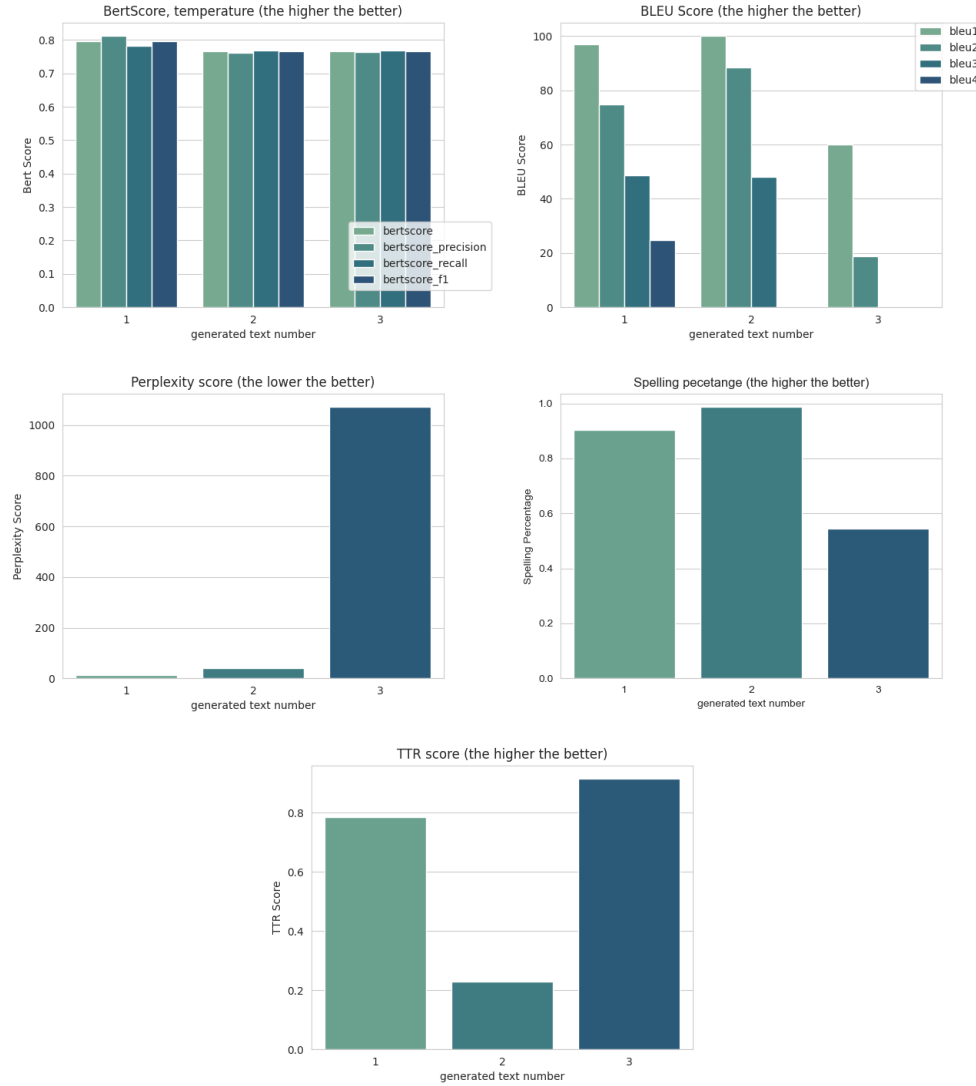 BertScore, temperature (the higher the better)
0.8
0.7
0.6
0.5
0.4
0.3
0.2
0.1
0.0
Bert Score
bertscore
bertscore_precision
bertscore_recall
bertscore_f1
1 2 3
generated text number
BLEU Score (the higher the better)
100
80
60
40
20
0
BLEU Score
bleu1
bleu2
bleu3
bleu4
1 2 3
generated text number
Perplexity score (the lower the better)
1000
800
600
400
200
0
Perplexity Score
1 2 3
generated text number
Spelling pecetange (the higher the better)
1.0
0.8
0.6
0.4
0.2
0.0
Spelling Percentage
1 2 3
generated text number
TTR score (the higher the better)
0.8
0.6
0.4
0.2
0.0
TTR Score
1 2 3
generated text number